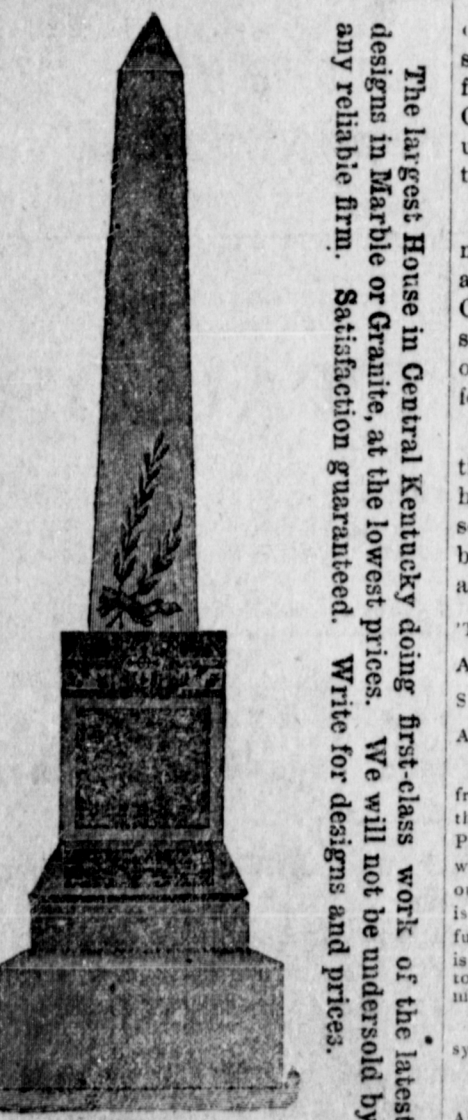 The largest House in Central Kentucky doing first-class work of the latest
designs in Marble or Granite, at the lowest prices. We will not be undersold by
any reliable firm. Satisfaction guaranteed. Write for designs and prices.